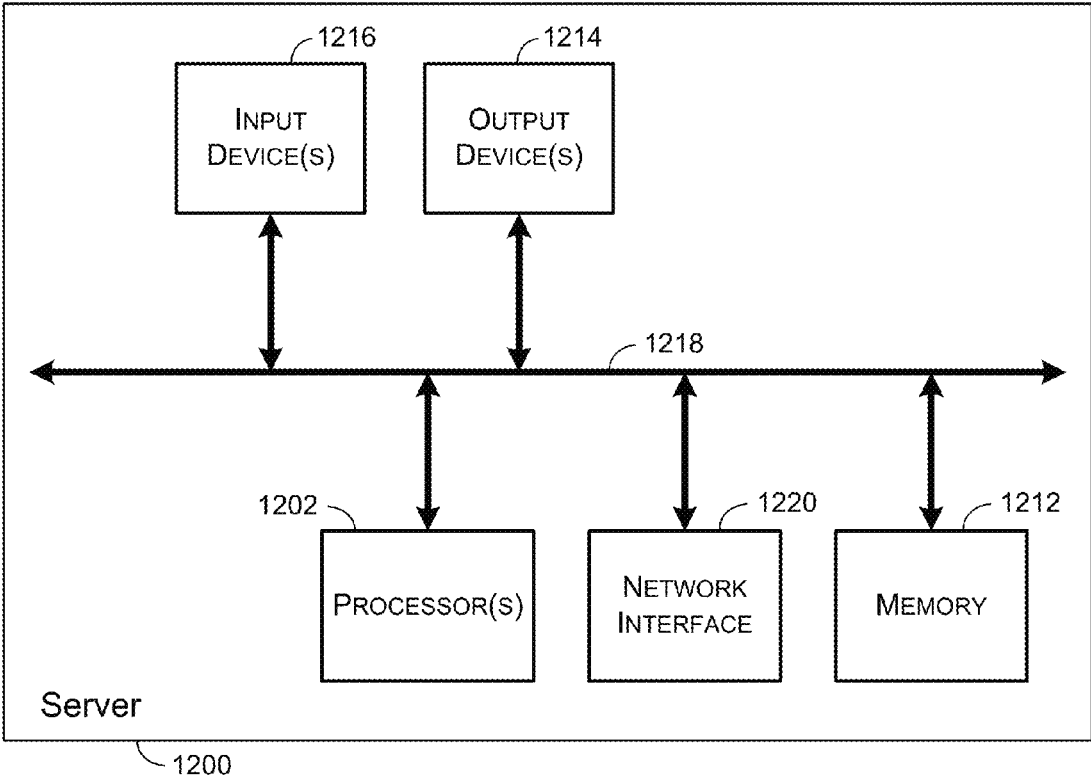 1216
1214
INPUT
DEVICE(S)
OUTPUT
DEVICE(S)
1218
1202
1220
1212
PROCESSOR(S)
NETWORK
INTERFACE
MEMORY
Server
1200